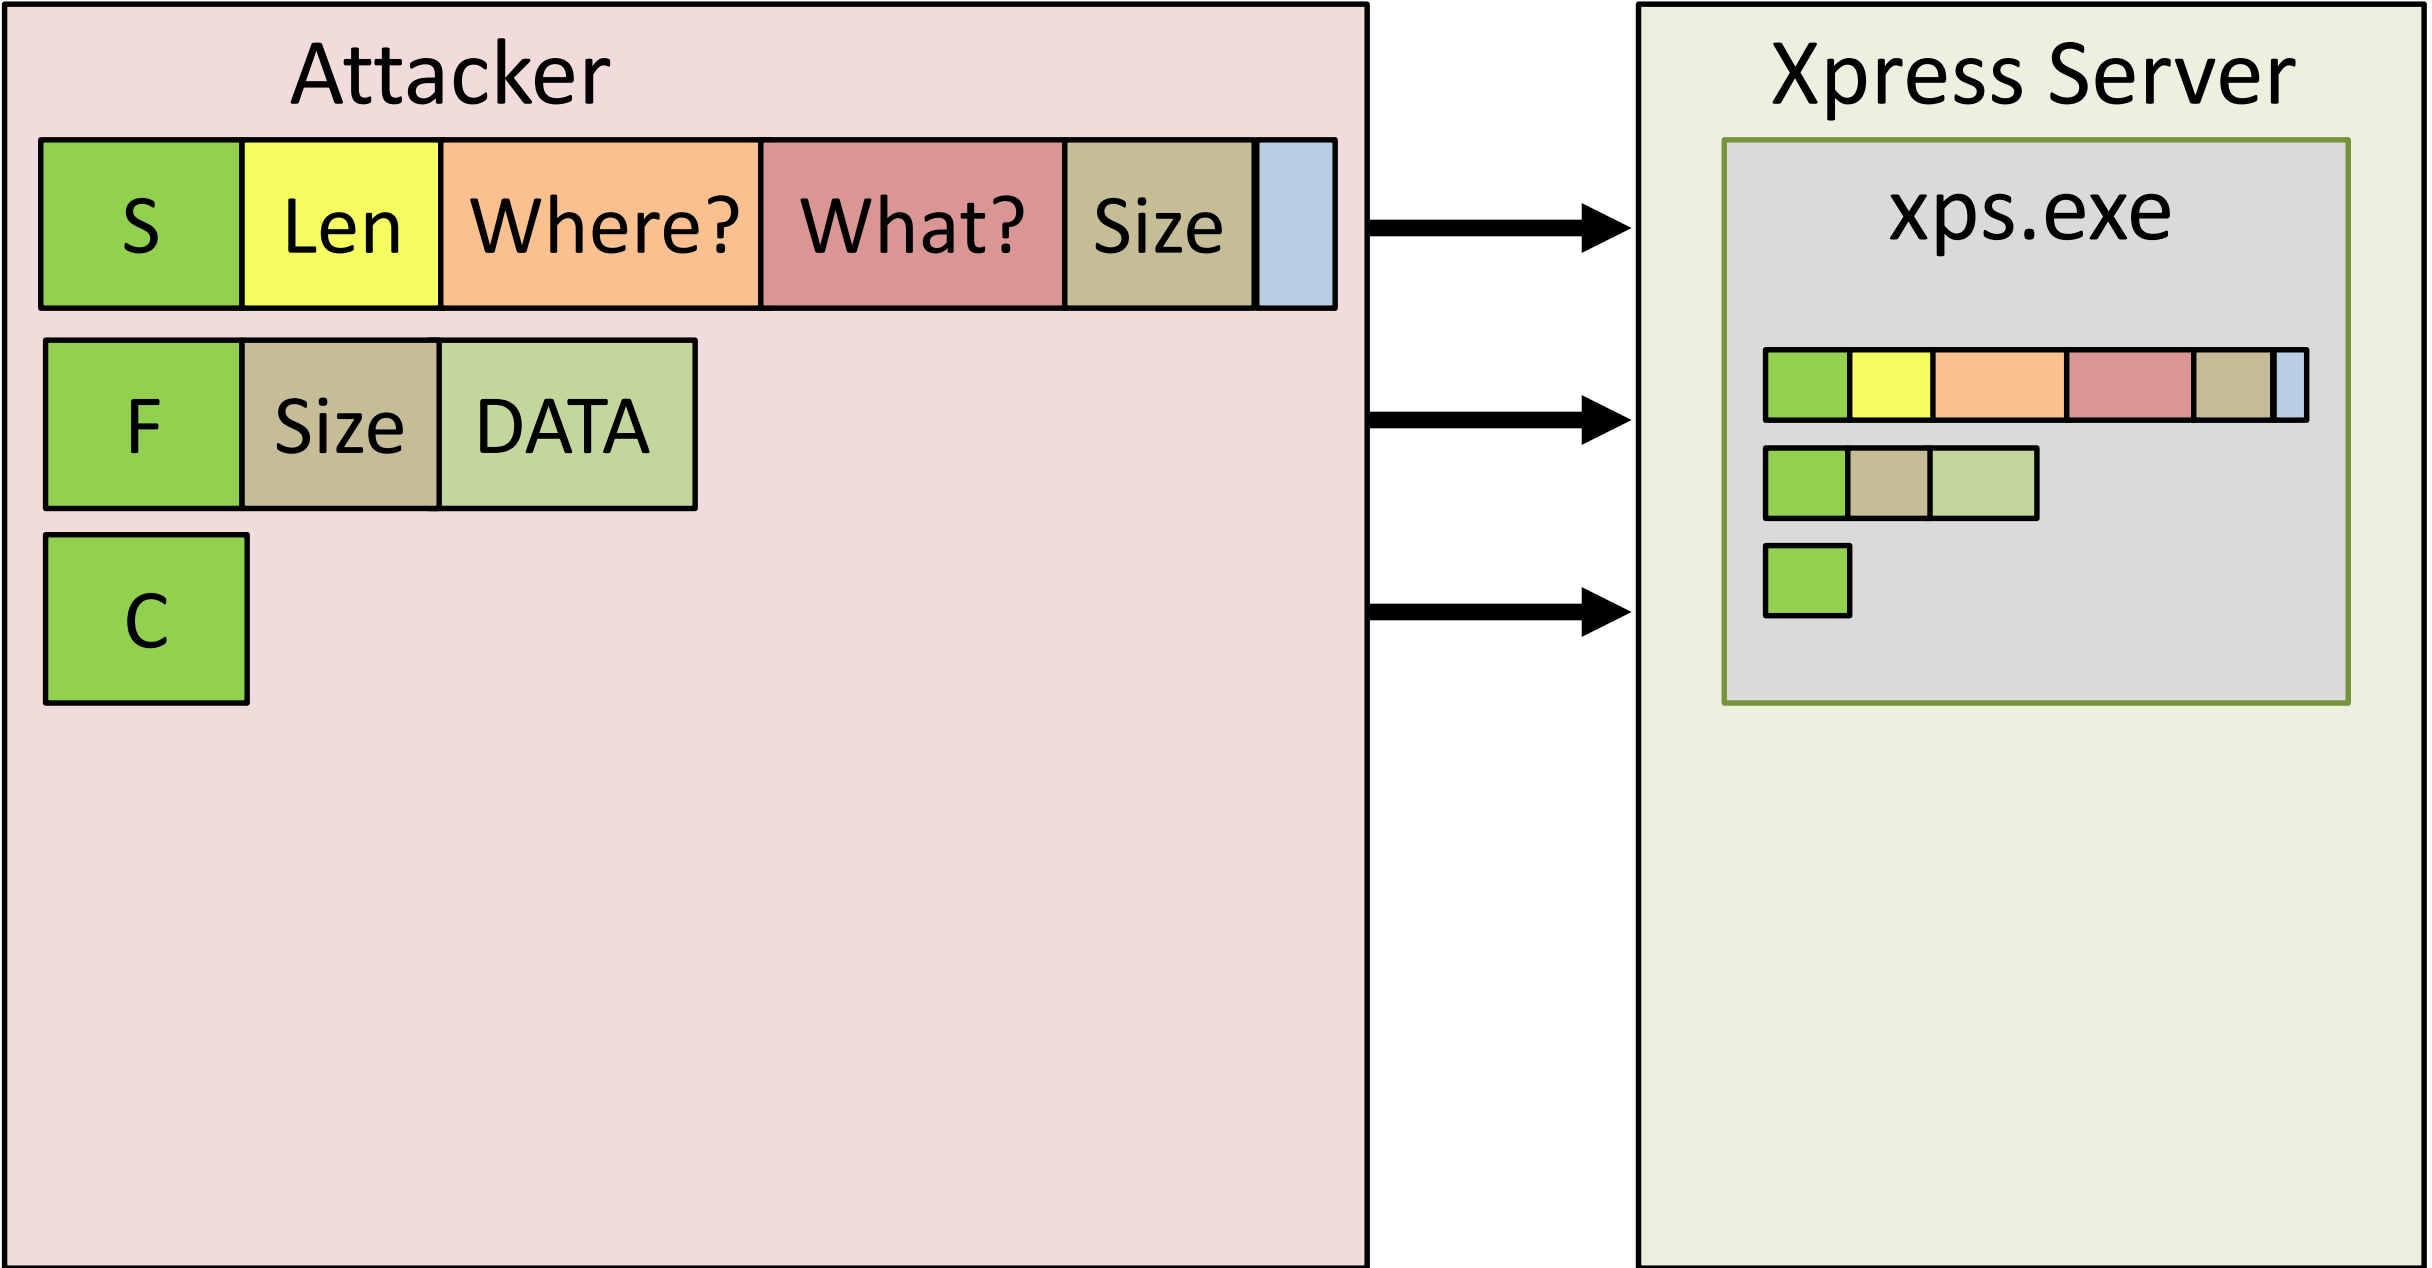 Attacker
S Len Where? What? Size
F Size DATA
C
Xpress Server
xps.exe